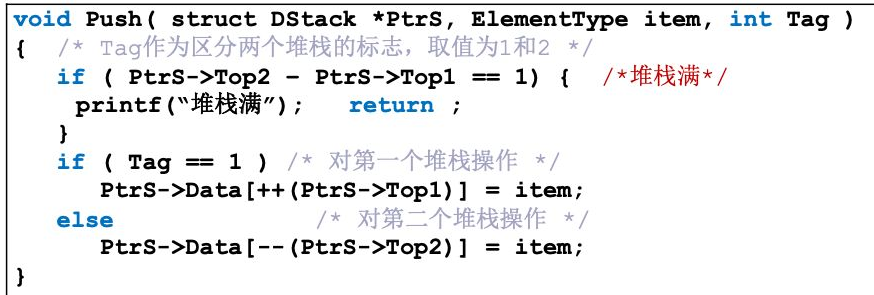 void Push( struct DStack *PtrS, ElementType item, int Tag )
{  /* Tag作为区分两个堆栈的标志，取值为1和2 */
   if ( PtrS->Top2 – PtrS->Top1 == 1) {  /*堆栈满*/
    printf(“堆栈满”);   return ;
   }
   if ( Tag == 1 ) /* 对第一个堆栈操作 */
      PtrS->Data[++(PtrS->Top1)] = item;
   else             /* 对第二个堆栈操作 */
      PtrS->Data[--(PtrS->Top2)] = item;
}